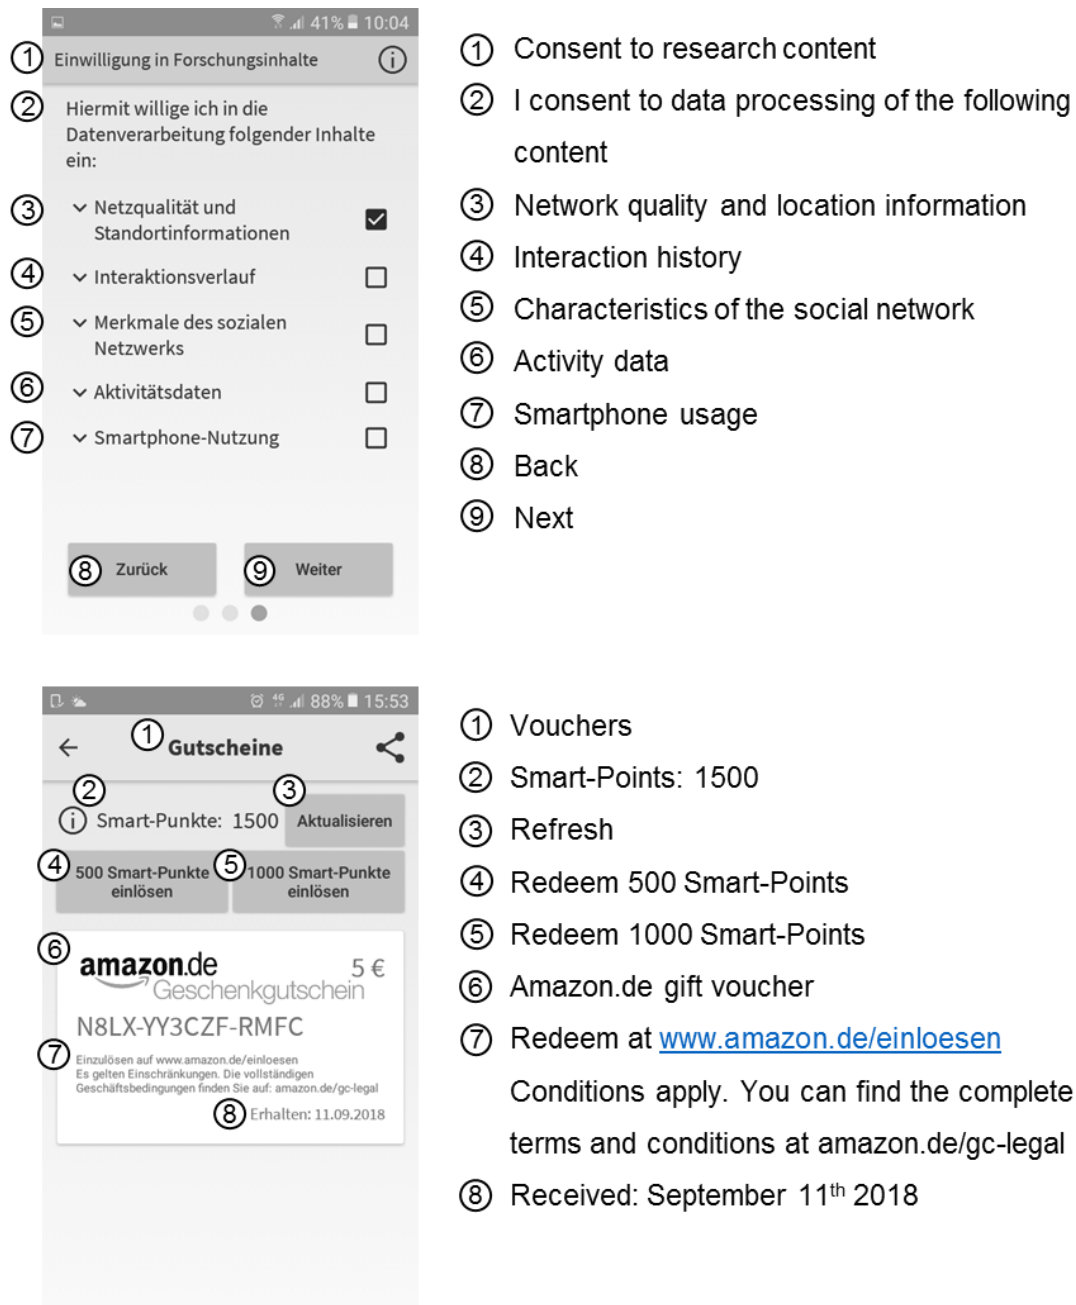 41% 10:04
① Einwilligung in Forschungsinhalte
② Hiermit willige ich in die
Datenverarbeitung folgender Inhalte
ein:
③ Netzqualität und
Standortinformationen
④ Interaktionsverlauf
⑤ Merkmale des sozialen
Netzwerks
⑥ Aktivitätsdaten
⑦ Smartphone-Nutzung
⑧ Zurück ⑨ Weiter
① Consent to research content
② I consent to data processing of the following
content
③ Network quality and location information
④ Interaction history
⑤ Characteristics of the social network
⑥ Activity data
⑦ Smartphone usage
⑧ Back
⑨ Next
4G 88% 15:53
① Gutscheine
② Smart-Punkte: 1500 ③ Aktualisieren
④ 500 Smart-Punkte
einlösen
⑤ 1000 Smart-Punkte
einlösen
⑥ amazon.de 5 €
Geschenkgutschein
N8LX-YY3CZF-RMFC
⑦ Einzulösen auf www.amazon.de/einloesen
Es gelten Einschränkungen. Die vollständigen
Geschäftsbedingungen finden Sie auf: amazon.de/gc-legal
⑧ Erhalten: 11.09.2018
① Vouchers
② Smart-Points: 1500
③ Refresh
④ Redeem 500 Smart-Points
⑤ Redeem 1000 Smart-Points
⑥ Amazon.de gift voucher
⑦ Redeem at www.amazon.de/einloesen
Conditions apply. You can find the complete
terms and conditions at amazon.de/gc-legal
⑧ Received: September 11th 2018